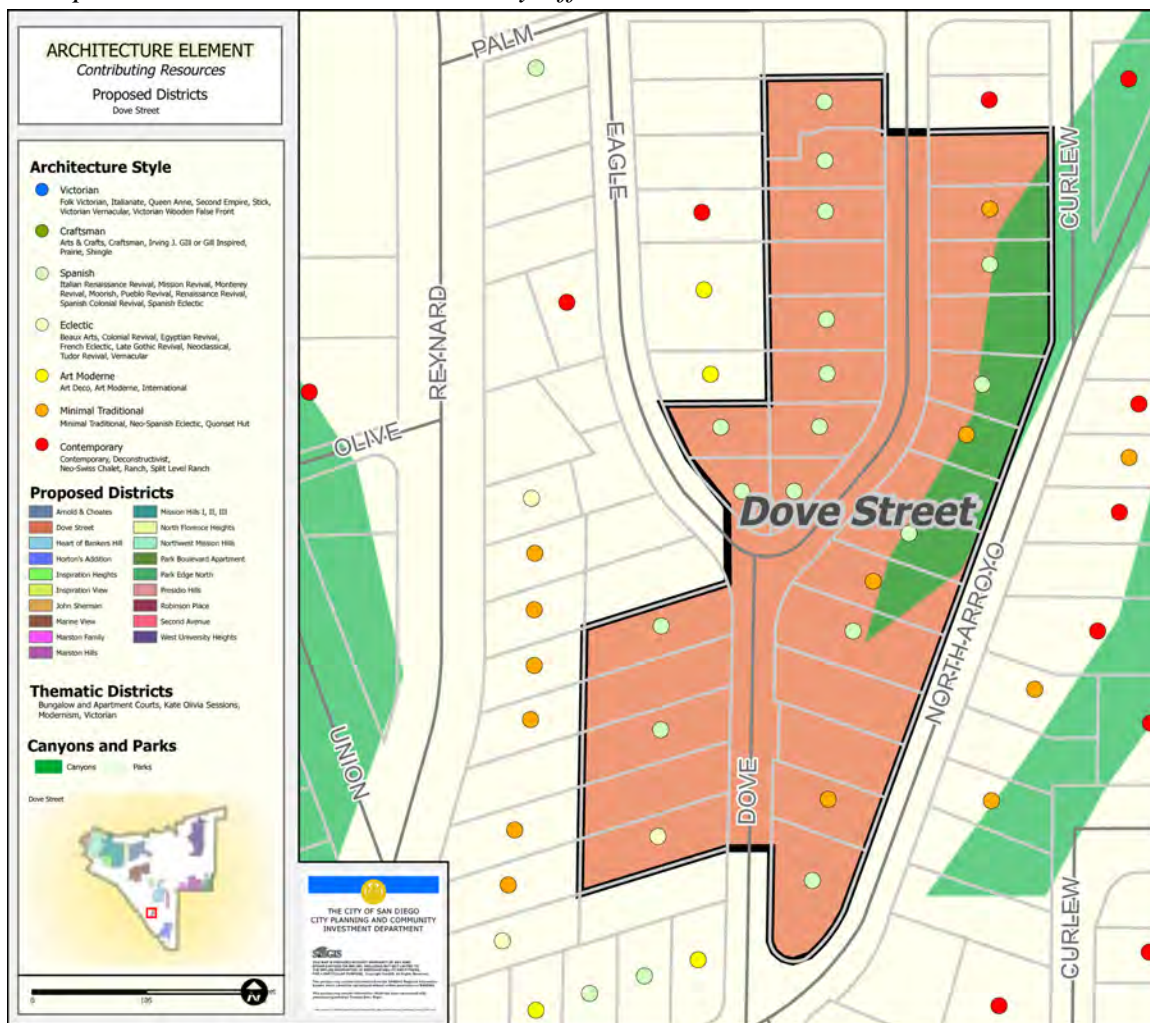 ARCHITECTURE ELEMENT
Contributing Resources
Proposed Districts
Dove Street
Architecture Style
Victorian
Folk Victorian, Italianate, Queen Anne, Second Empire, Stick,
Victorian Vernacular, Victorian Wooden False Front
Craftsman
Arts & Crafts, Craftsman, Irving J. Gill or Gill Inspired,
Prairie, Shingle
Spanish
Italian Renaissance Revival, Mission Revival, Monterey
Revival, Moorish, Pueblo Revival, Renaissance Revival,
Spanish Colonial Revival, Spanish Eclectic
Eclectic
Beaux Arts, Colonial Revival, Egyptian Revival,
French Eclectic, Late Gothic Revival, Neoclassical,
Tudor Revival, Vernacular
Art Moderne
Art Deco, Art Moderne, International
Minimal Traditional
Minimal Traditional, Neo-Spanish Eclectic, Quonset Hut
Contemporary
Contemporary, Deconstructivist,
Neo-Swiss Chalet, Ranch, Split Level Ranch
Proposed Districts
Arnold & Choates
Dove Street
Heart of Bankers Hill
Horton's Addition
Inspiration Heights
Inspiration View
John Sherman
Marine View
Marston Family
Marston Hills
Mission Hills I, II, III
North Florence Heights
Northwest Mission Hills
Park Boulevard Apartment
Park Edge North
Presidio Hills
Robinson Place
Second Avenue
West University Heights
Thematic Districts
Bungalow and Apartment Courts, Kate Olivia Sessions,
Modernism, Victorian
Canyons and Parks
Canyons
Parks
Dove Street
0
N
THE CITY OF SAN DIEGO
CITY PLANNING AND COMMUNITY
INVESTMENT DEPARTMENT
SanGIS
PALM
EAGLE
CURLEW
REYNARD
OLIVE
Dove Street
NORTH ARROYO
UNION
DOVE
CURLEW